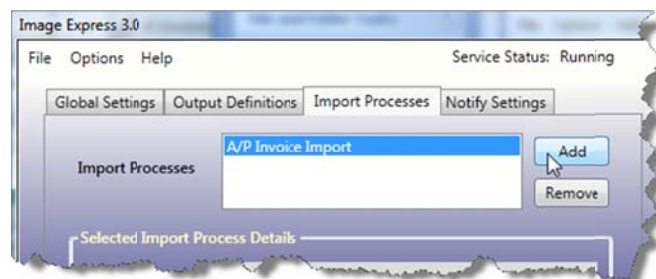 Image Express 3.0
File Options Help Service Status: Running
Global Settings Output Definitions Import Processes Notify Settings
Import Processes
A/P Invoice Import
Add
Remove
Selected Import Process Details